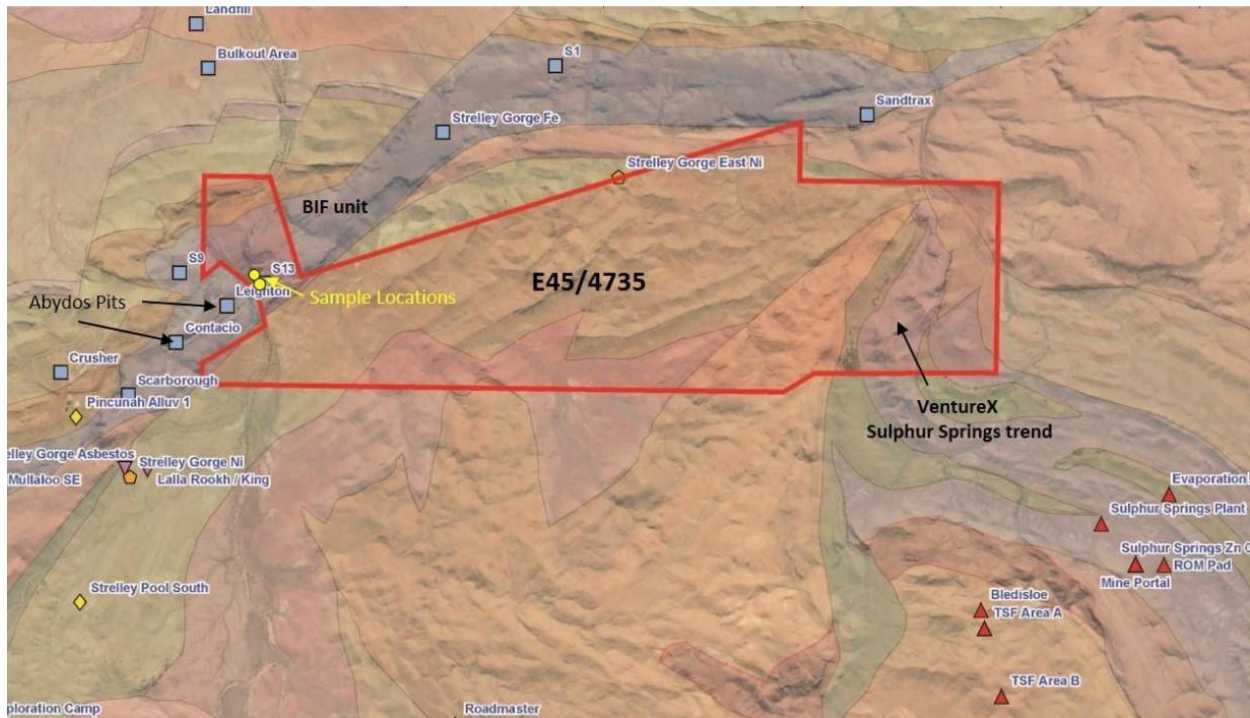 Landfill
Bulkout Area
S1
Sandtrax
Strelley Gorge Fe
Strelley Gorge East Ni
BIF unit
S9
S13
E45/4735
Leighton
Sample Locations
Abydos Pits
Contacio
Crusher
Scarborough
Pincunah Alluv 1
VentureX
Sulphur Springs trend
elley Gorge Asbestos
Strelley Gorge Ni
Mullaloo SE
Lalla Rookh / King
Evaporation
Sulphur Springs Plant
Sulphur Springs Zn C
ROM Pad
Mine Portal
Strelley Pool South
Bledisloe
TSF Area A
TSF Area B
ploration Camp
Roadmaster